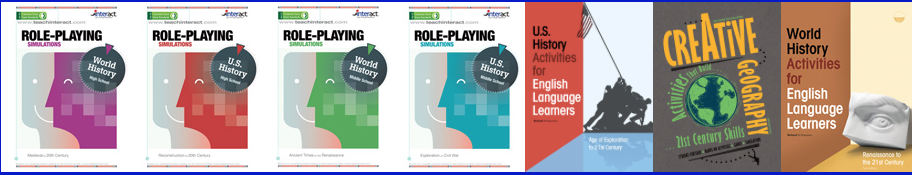 interact
www.teachinteract.com
ROLE-PLAYING
SIMULATIONS
World
History
High School
Medieval to 20th Century
interact
www.teachinteract.com
ROLE-PLAYING
SIMULATIONS
U.S.
History
High School
Reconstruction to 20th Century
interact
www.teachinteract.com
ROLE-PLAYING
SIMULATIONS
World
History
Middle School
Ancient Times to the Renaissance
interact
www.teachinteract.com
ROLE-PLAYING
SIMULATIONS
U.S.
History
Middle School
Exploration to Civil War
U.S.
History
Activities
for
English
Language
Learners
Age of Exploration
to 21st Century
CREATIVE
GEOGRAPHY
Activities That Build
21st Century Skills
World
History
Activities
for
English
Language
Learners
Renaissance to
the 21st Century